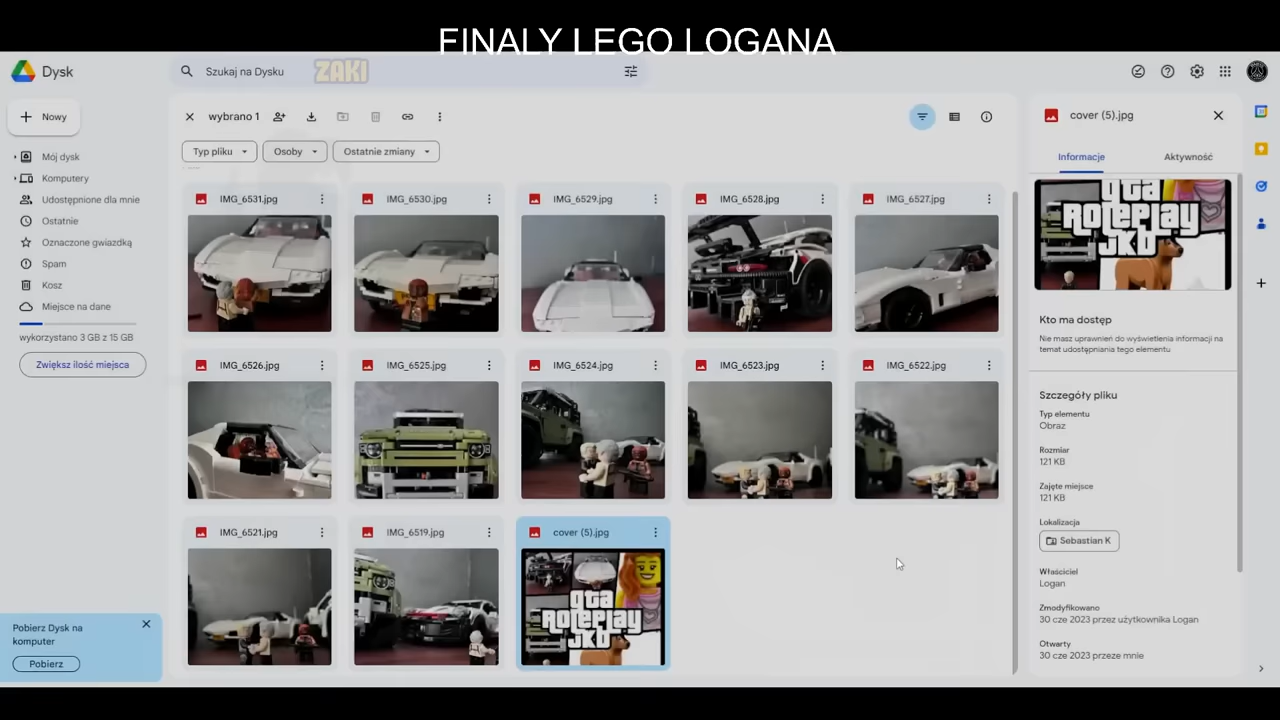 FINALY LEGO LOGANA
Dysk
Szukaj na Dysku
ZAKI
Nowy
wybrano 1
Typ pliku
Osoby
Ostatnie zmiany
Mój dysk
Komputery
Udostępnione dla mnie
Ostatnie
Oznaczone gwiazdką
Spam
Kosz
Miejsce na dane
wykorzystano 3 GB z 15 GB
Zwiększ ilość miejsca
Pobierz Dysk na
komputer
Pobierz
IMG_6531.jpg
IMG_6530.jpg
IMG_6529.jpg
IMG_6528.jpg
IMG_6527.jpg
IMG_6526.jpg
IMG_6525.jpg
IMG_6524.jpg
IMG_6523.jpg
IMG_6522.jpg
IMG_6521.jpg
IMG_6519.jpg
cover (5).jpg
gta
Roleplay
JKD
cover (5).jpg
Informacje
Aktywność
gta
Roleplay
JKD
Kto ma dostęp
Nie masz uprawnień do wyświetlenia informacji na
temat udostępniania tego elementu
Szczegóły pliku
Typ elementu
Obraz
Rozmiar
121 KB
Zajęte miejsce
121 KB
Lokalizacja
Sebastian K
Właściciel
Logan
Zmodyfikowano
30 cze 2023 przez użytkownika Logan
Otwarty
30 cze 2023 przeze mnie